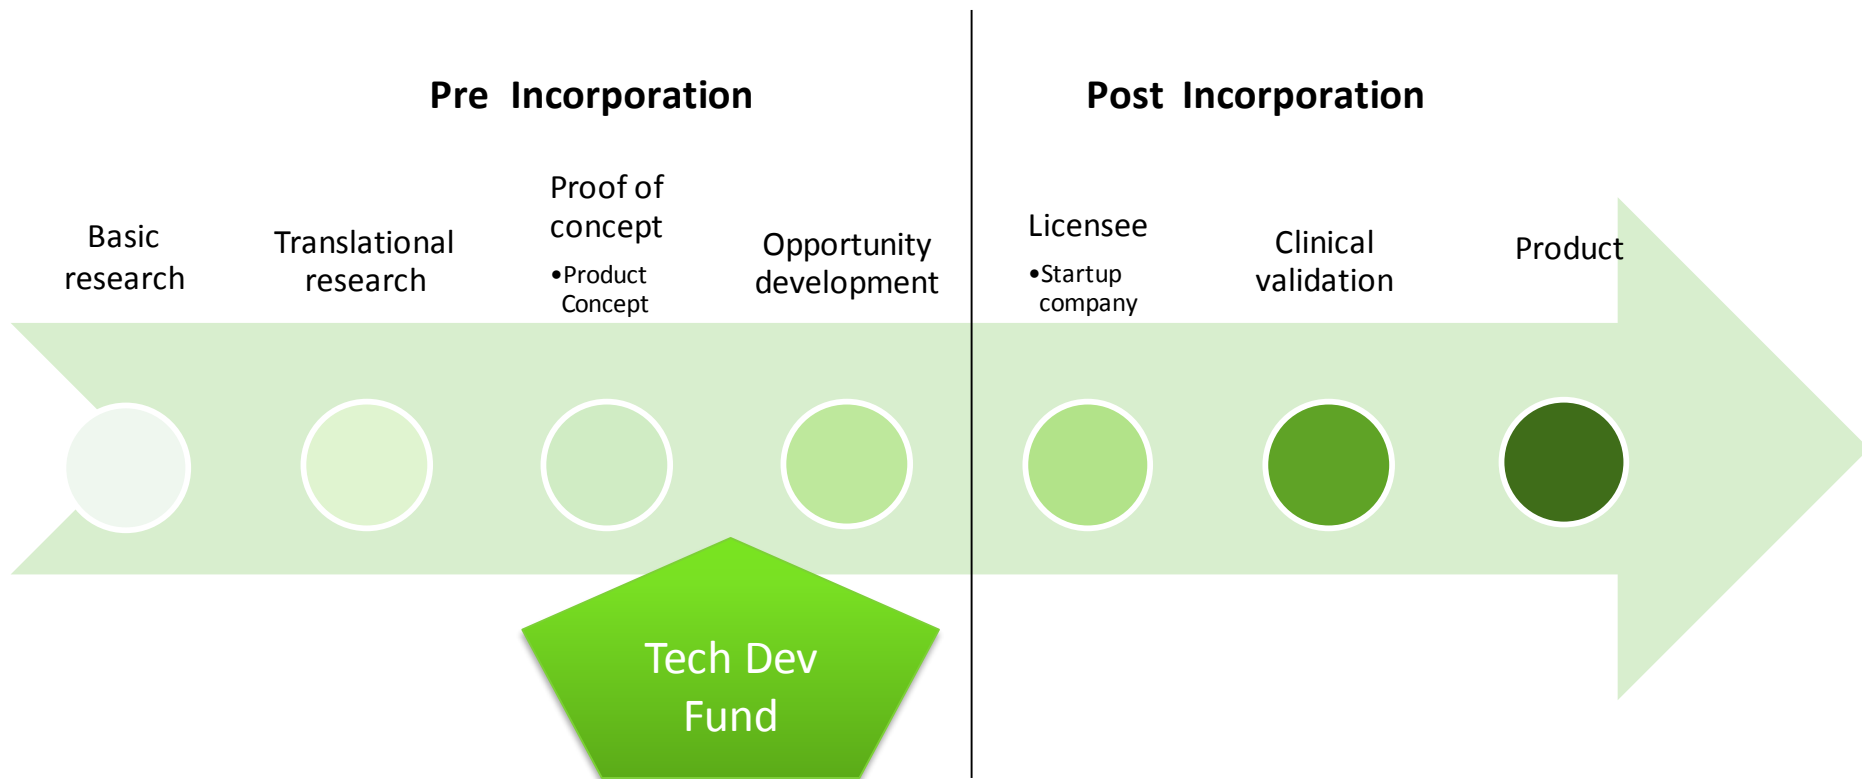 Pre Incorporation
Post Incorporation
Basic
research
Translational
research
Proof of
concept
•Product
Concept
Opportunity
development
Licensee
•Startup
company
Clinical
validation
Product
Tech Dev
Fund